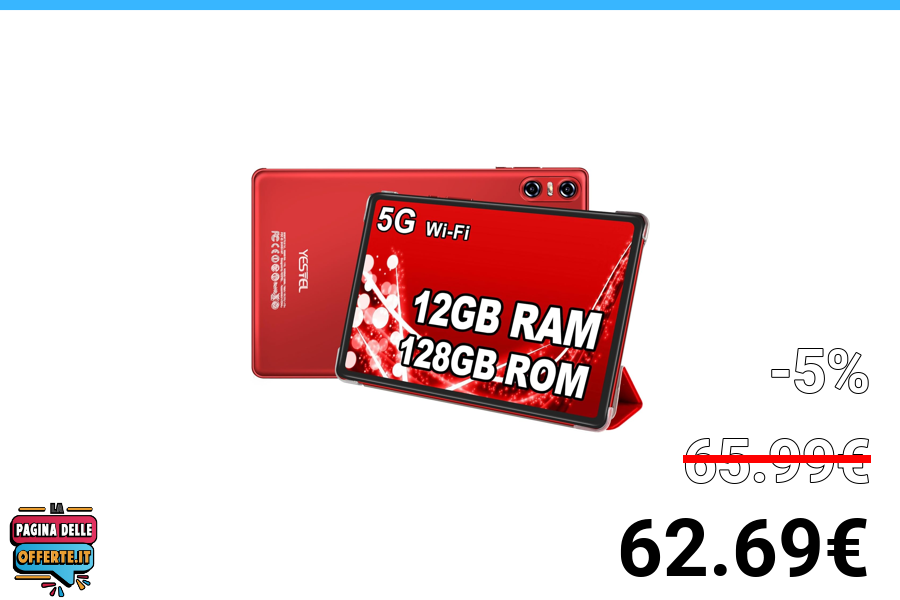 YESTEL
5G Wi-Fi
12GB RAM
128GB ROM
-5%
65.99€
62.69€
LA
PAGINA DELLE
OFFERTE.IT